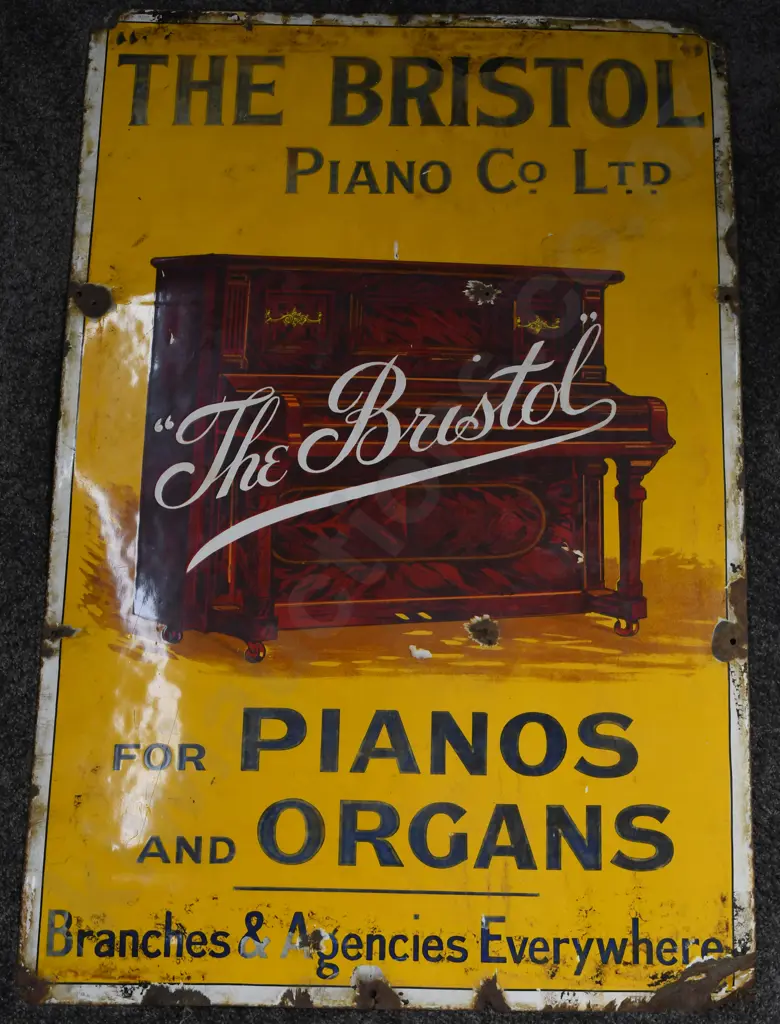 THE BRISTOL
PIANO CO LTD
"The Bristol"
FOR PIANOS
AND ORGANS
Branches & Agencies Everywhere